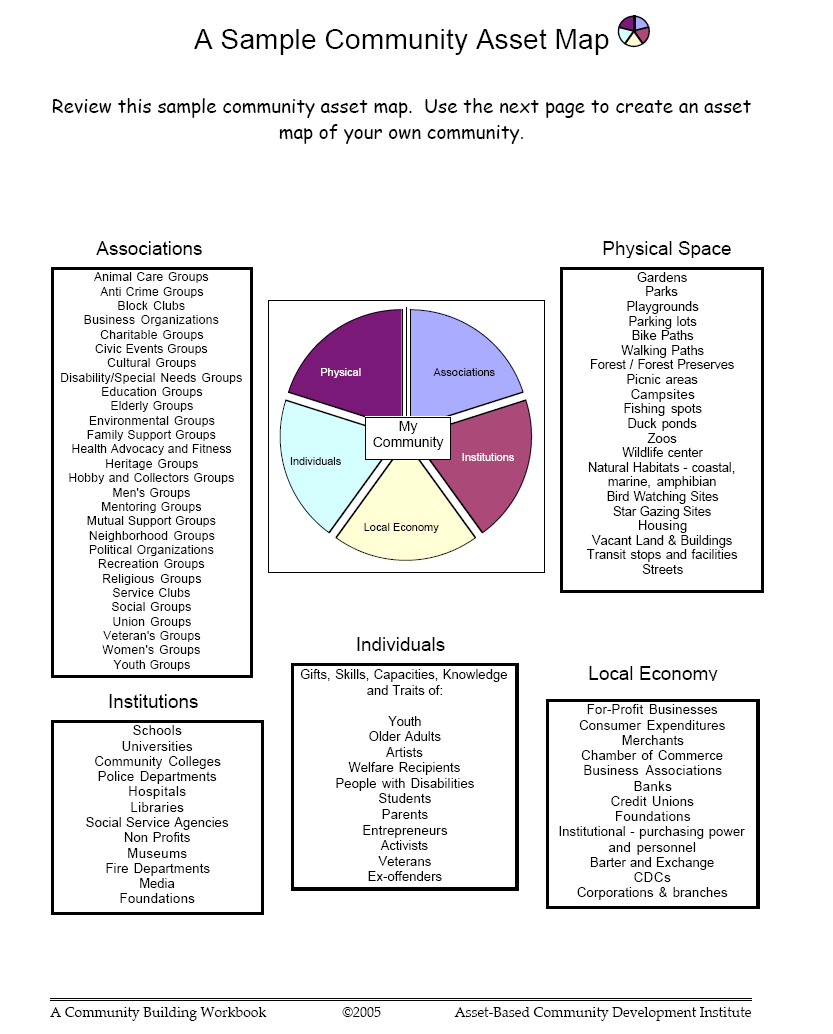 A Sample Community Asset Map
Review this sample community asset map. Use the next page to create an asset
map of your own community.
Associations
Animal Care Groups
Anti Crime Groups
Block Clubs
Business Organizations
Charitable Groups
Civic Events Groups
Cultural Groups
Disability/Special Needs Groups
Education Groups
Elderly Groups
Environmental Groups
Family Support Groups
Health Advocacy and Fitness
Heritage Groups
Hobby and Collectors Groups
Men's Groups
Mentoring Groups
Mutual Support Groups
Neighborhood Groups
Political Organizations
Recreation Groups
Religious Groups
Service Clubs
Social Groups
Union Groups
Veteran's Groups
Women's Groups
Youth Groups
Physical
Associations
My
Community
Individuals
Institutions
Local Economy
Physical Space
Gardens
Parks
Playgrounds
Parking lots
Bike Paths
Walking Paths
Forest / Forest Preserves
Picnic areas
Campsites
Fishing spots
Duck ponds
Zoos
Wildlife center
Natural Habitats - coastal,
marine, amphibian
Bird Watching Sites
Star Gazing Sites
Housing
Vacant Land & Buildings
Transit stops and facilities
Streets
Institutions
Schools
Universities
Community Colleges
Police Departments
Hospitals
Libraries
Social Service Agencies
Non Profits
Museums
Fire Departments
Media
Foundations
Individuals
Gifts, Skills, Capacities, Knowledge
and Traits of:
Youth
Older Adults
Artists
Welfare Recipients
People with Disabilities
Students
Parents
Entrepreneurs
Activists
Veterans
Ex-offenders
Local Economy
For-Profit Businesses
Consumer Expenditures
Merchants
Chamber of Commerce
Business Associations
Banks
Credit Unions
Foundations
Institutional - purchasing power
and personnel
Barter and Exchange
CDCs
Corporations & branches
A Community Building Workbook ©2005 Asset-Based Community Development Institute